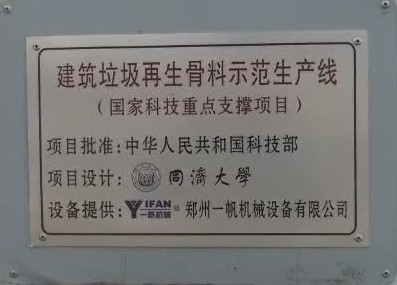 建筑垃圾再生骨料示范生产线
（国家科技重点支撑项目）
项目批准：中华人民共和国科技部
项目设计： 同濟大學
设备提供： YIFAN 一帆机械 郑州一帆机械设备有限公司